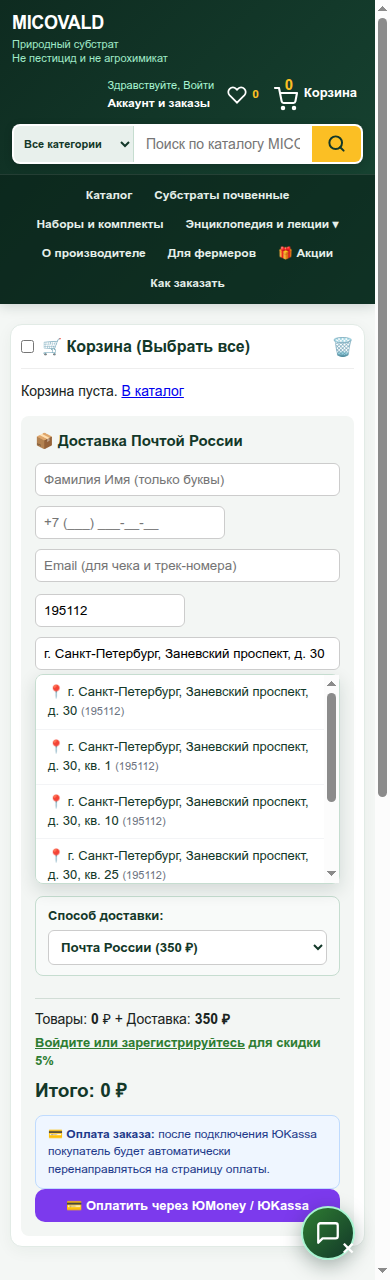 MICOVALD
Природный субстрат
Не пестицид и не агрохимикат
Здравствуйте, Войти
Аккаунт и заказы
0
0
Корзина
Все категории
Поиск по каталогу MICO
Каталог
Субстраты почвенные
Наборы и комплекты
Энциклопедия и лекции ▾
О производителе
Для фермеров
🎁 Акции
Как заказать
🛒 Корзина (Выбрать все)
Корзина пуста. В каталог
📦 Доставка Почтой России
Фамилия Имя (только буквы)
+7 (___) ___-__-__
Email (для чека и трек-номера)
195112
г. Санкт-Петербург, Заневский проспект, д. 30
📍 г. Санкт-Петербург, Заневский проспект,
д. 30 (195112)
📍 г. Санкт-Петербург, Заневский проспект,
д. 30, кв. 1 (195112)
📍 г. Санкт-Петербург, Заневский проспект,
д. 30, кв. 10 (195112)
📍 г. Санкт-Петербург, Заневский проспект,
д. 30, кв. 25 (195112)
Способ доставки:
Почта России (350 ₽)
Товары: 0 ₽ + Доставка: 350 ₽
Войдите или зарегистрируйтесь для скидки
5%
Итого: 0 ₽
💳 Оплата заказа: после подключения ЮKassa
покупатель будет автоматически
перенаправляться на страницу оплаты.
💳 Оплатить через ЮMoney / ЮKassa